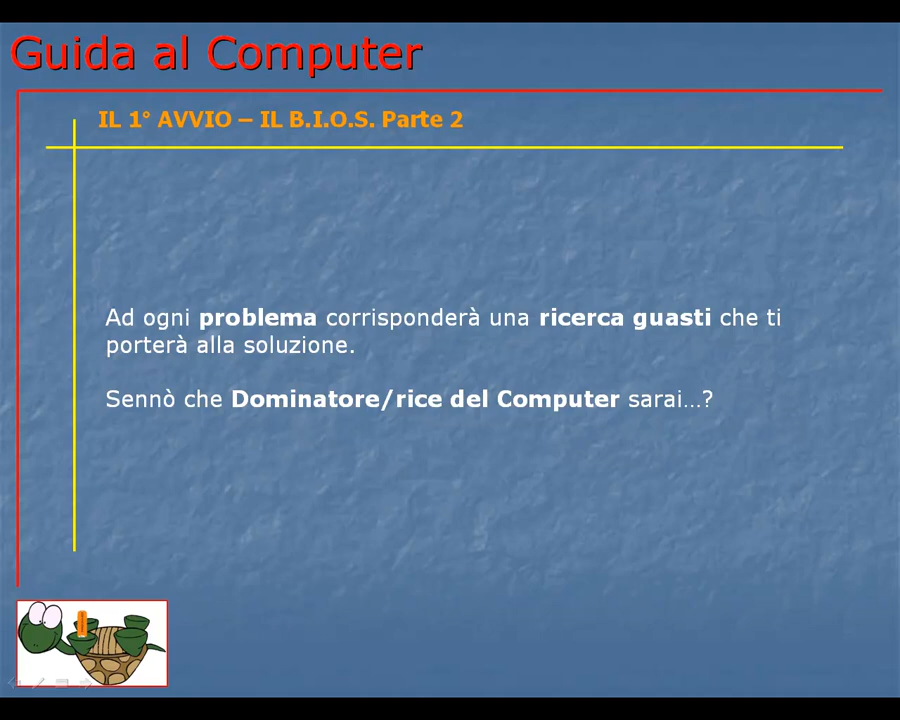 Guida al Computer
IL 1° AVVIO – IL B.I.O.S. Parte 2
Ad ogni problema corrisponderà una ricerca guasti che ti
porterà alla soluzione.
Sennò che Dominatore/rice del Computer sarai...?